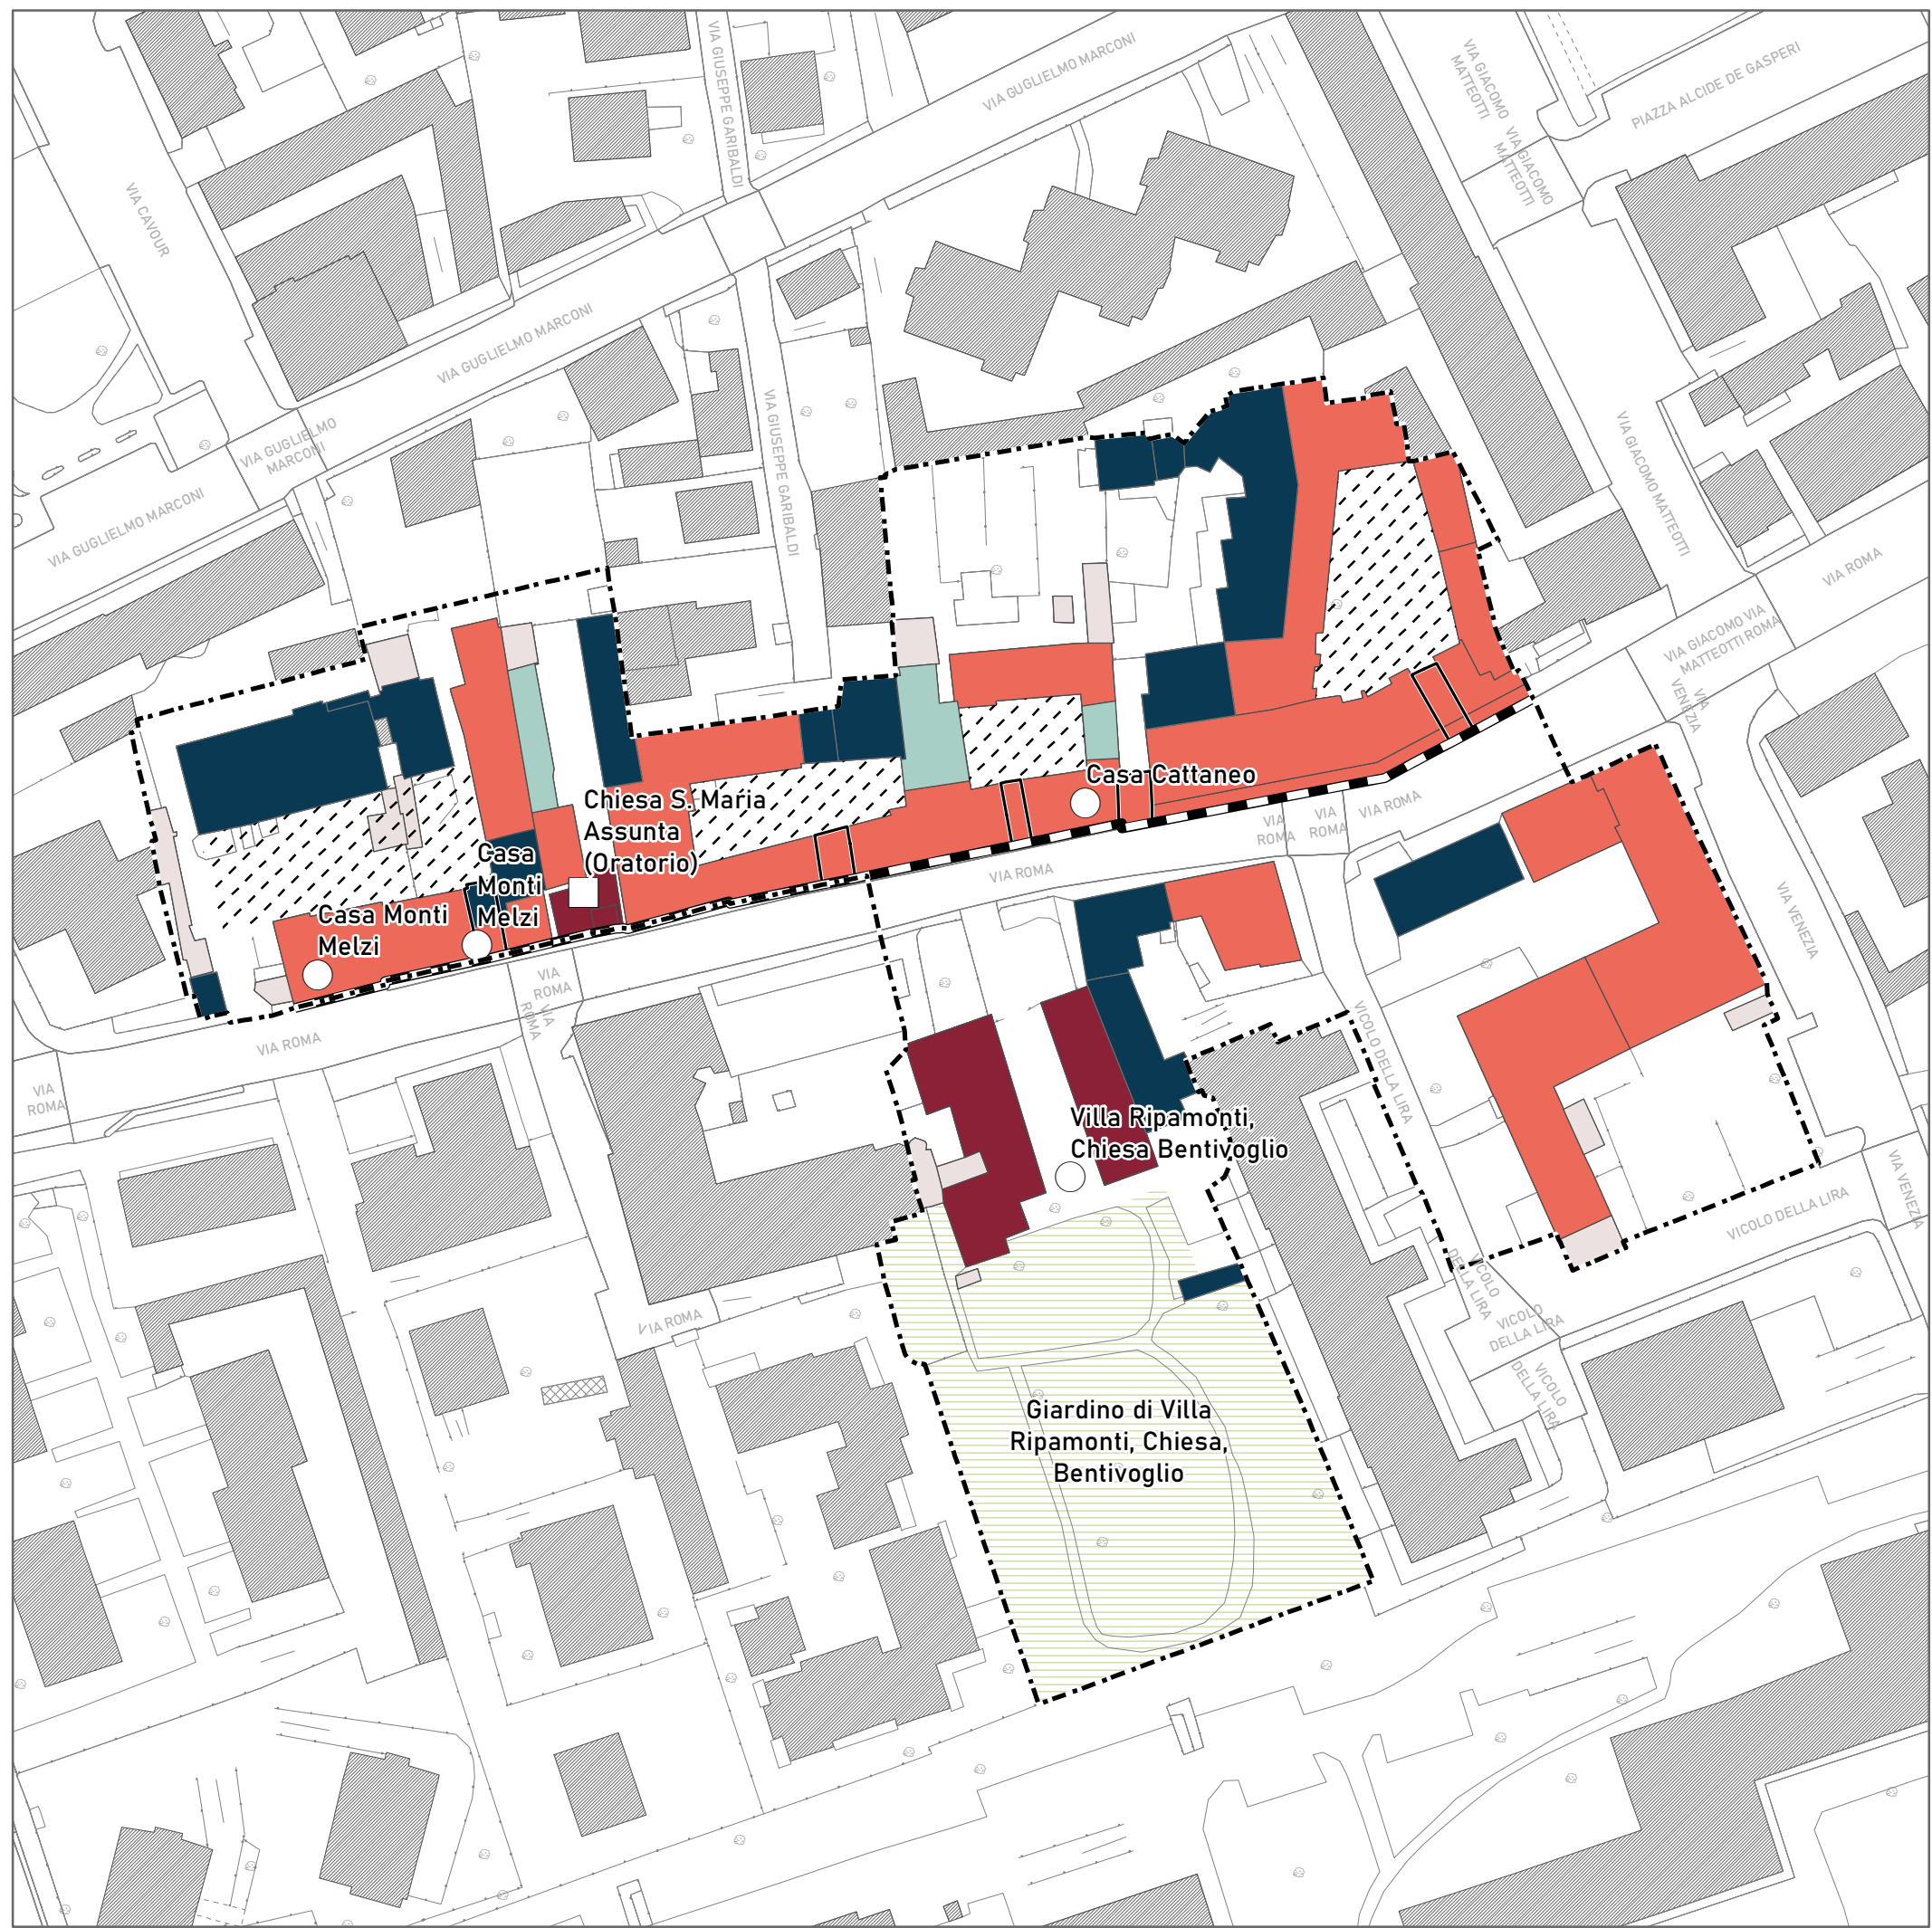 VIA GIUSEPPE GARIBALDI
VIA GUGLIELMO MARCONI
VIA GIACOMO
MATTEOTTI
PIAZZA ALCIDE DE GASPERI
VIA GIACOMO
MATTEOTTI
VIA CAVOUR
VIA GUGLIELMO MARCONI
VIA GUGLIELMO
MARCONI
VIA GIUSEPPE GARIBALDI
VIA GUGLIELMO MARCONI
VIA GIACOMO MATTEOTTI
VIA ROMA
VIA GIACOMO VIA
MATTEOTTI ROMA
VIA
VENEZIA
Casa Cattaneo
VIA ROMA
VIA
ROMA
VIA
ROMA
Chiesa S. Maria
Assunta
(Oratorio)
Casa
Monti
Melzi
VIA ROMA
Casa Monti
Melzi
VIA VENEZIA
VIA
ROMA
VIA
ROMA
VIA ROMA
VICOLO DELLA LIRA
VIA
ROMA
Villa Ripamonti,
Chiesa Bentivoglio
VIA VENEZIA
VICOLO DELLA LIRA
VICOLO
DELLA LIRA
VICOLO
DELLA LIRA
VIA ROMA
VICOLO
DELLA LIRA
Giardino di Villa
Ripamonti, Chiesa,
Bentivoglio